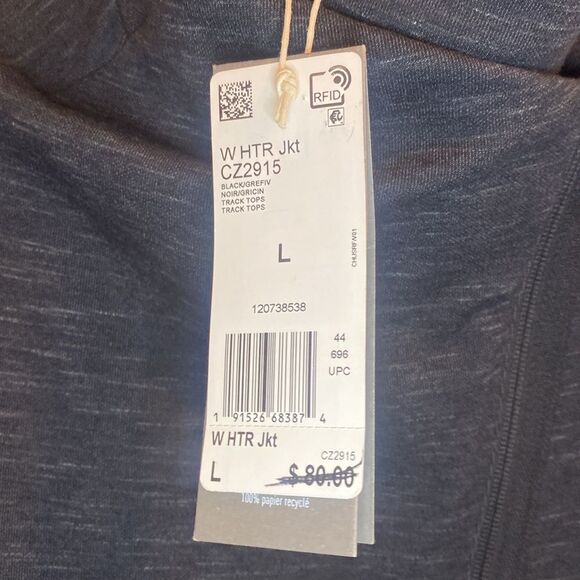 RFID
W HTR Jkt
CZ2915
BLACK/GREFIV
NOIR/GRICIN
TRACK TOPS
TRACK TOPS
L
CHUSRFW01
120738538
44
696
UPC
1 91526 68387 4
W HTR Jkt
CZ2915
L
$ 80.00
100% papier recyclé